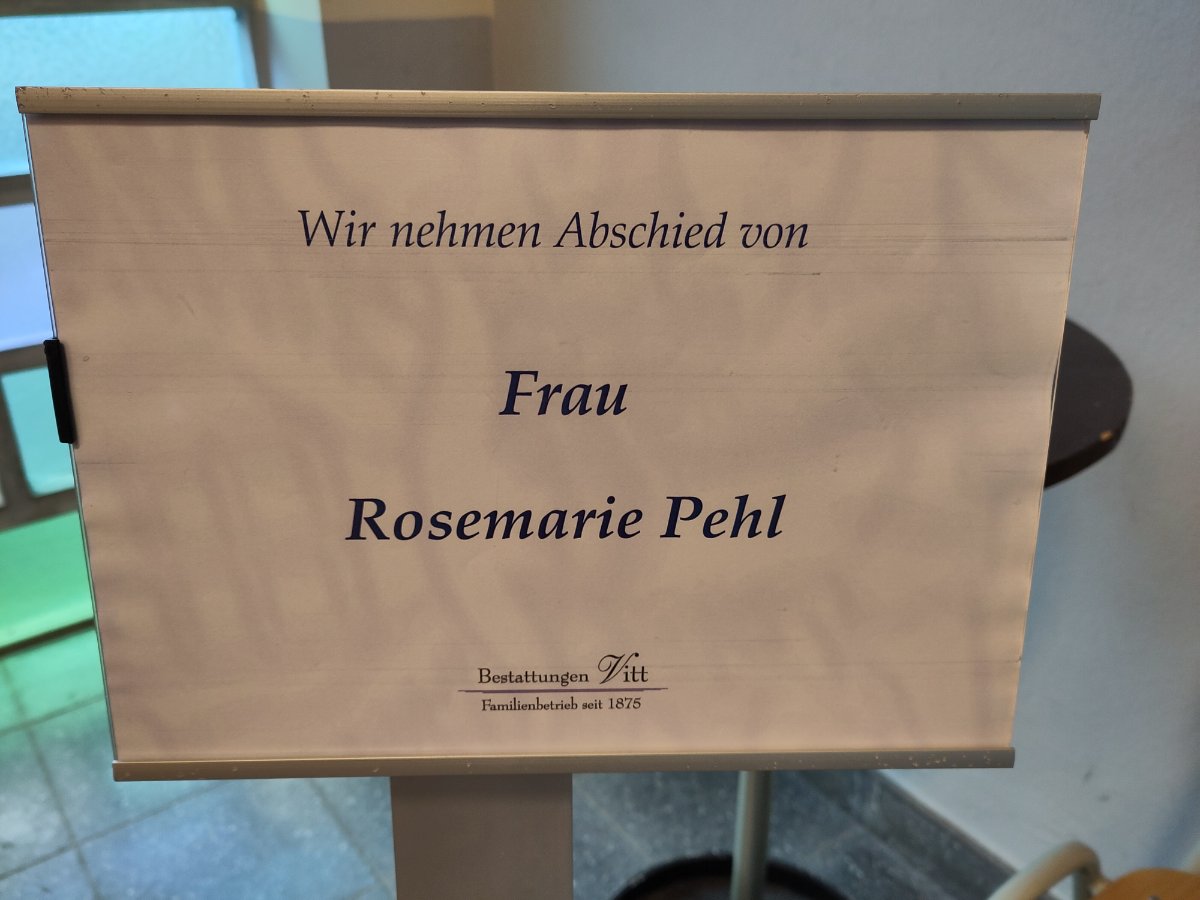 Wir nehmen Abschied von
Frau
Rosemarie Pehl
Bestattungen Vitt
Familienbetrieb seit 1875